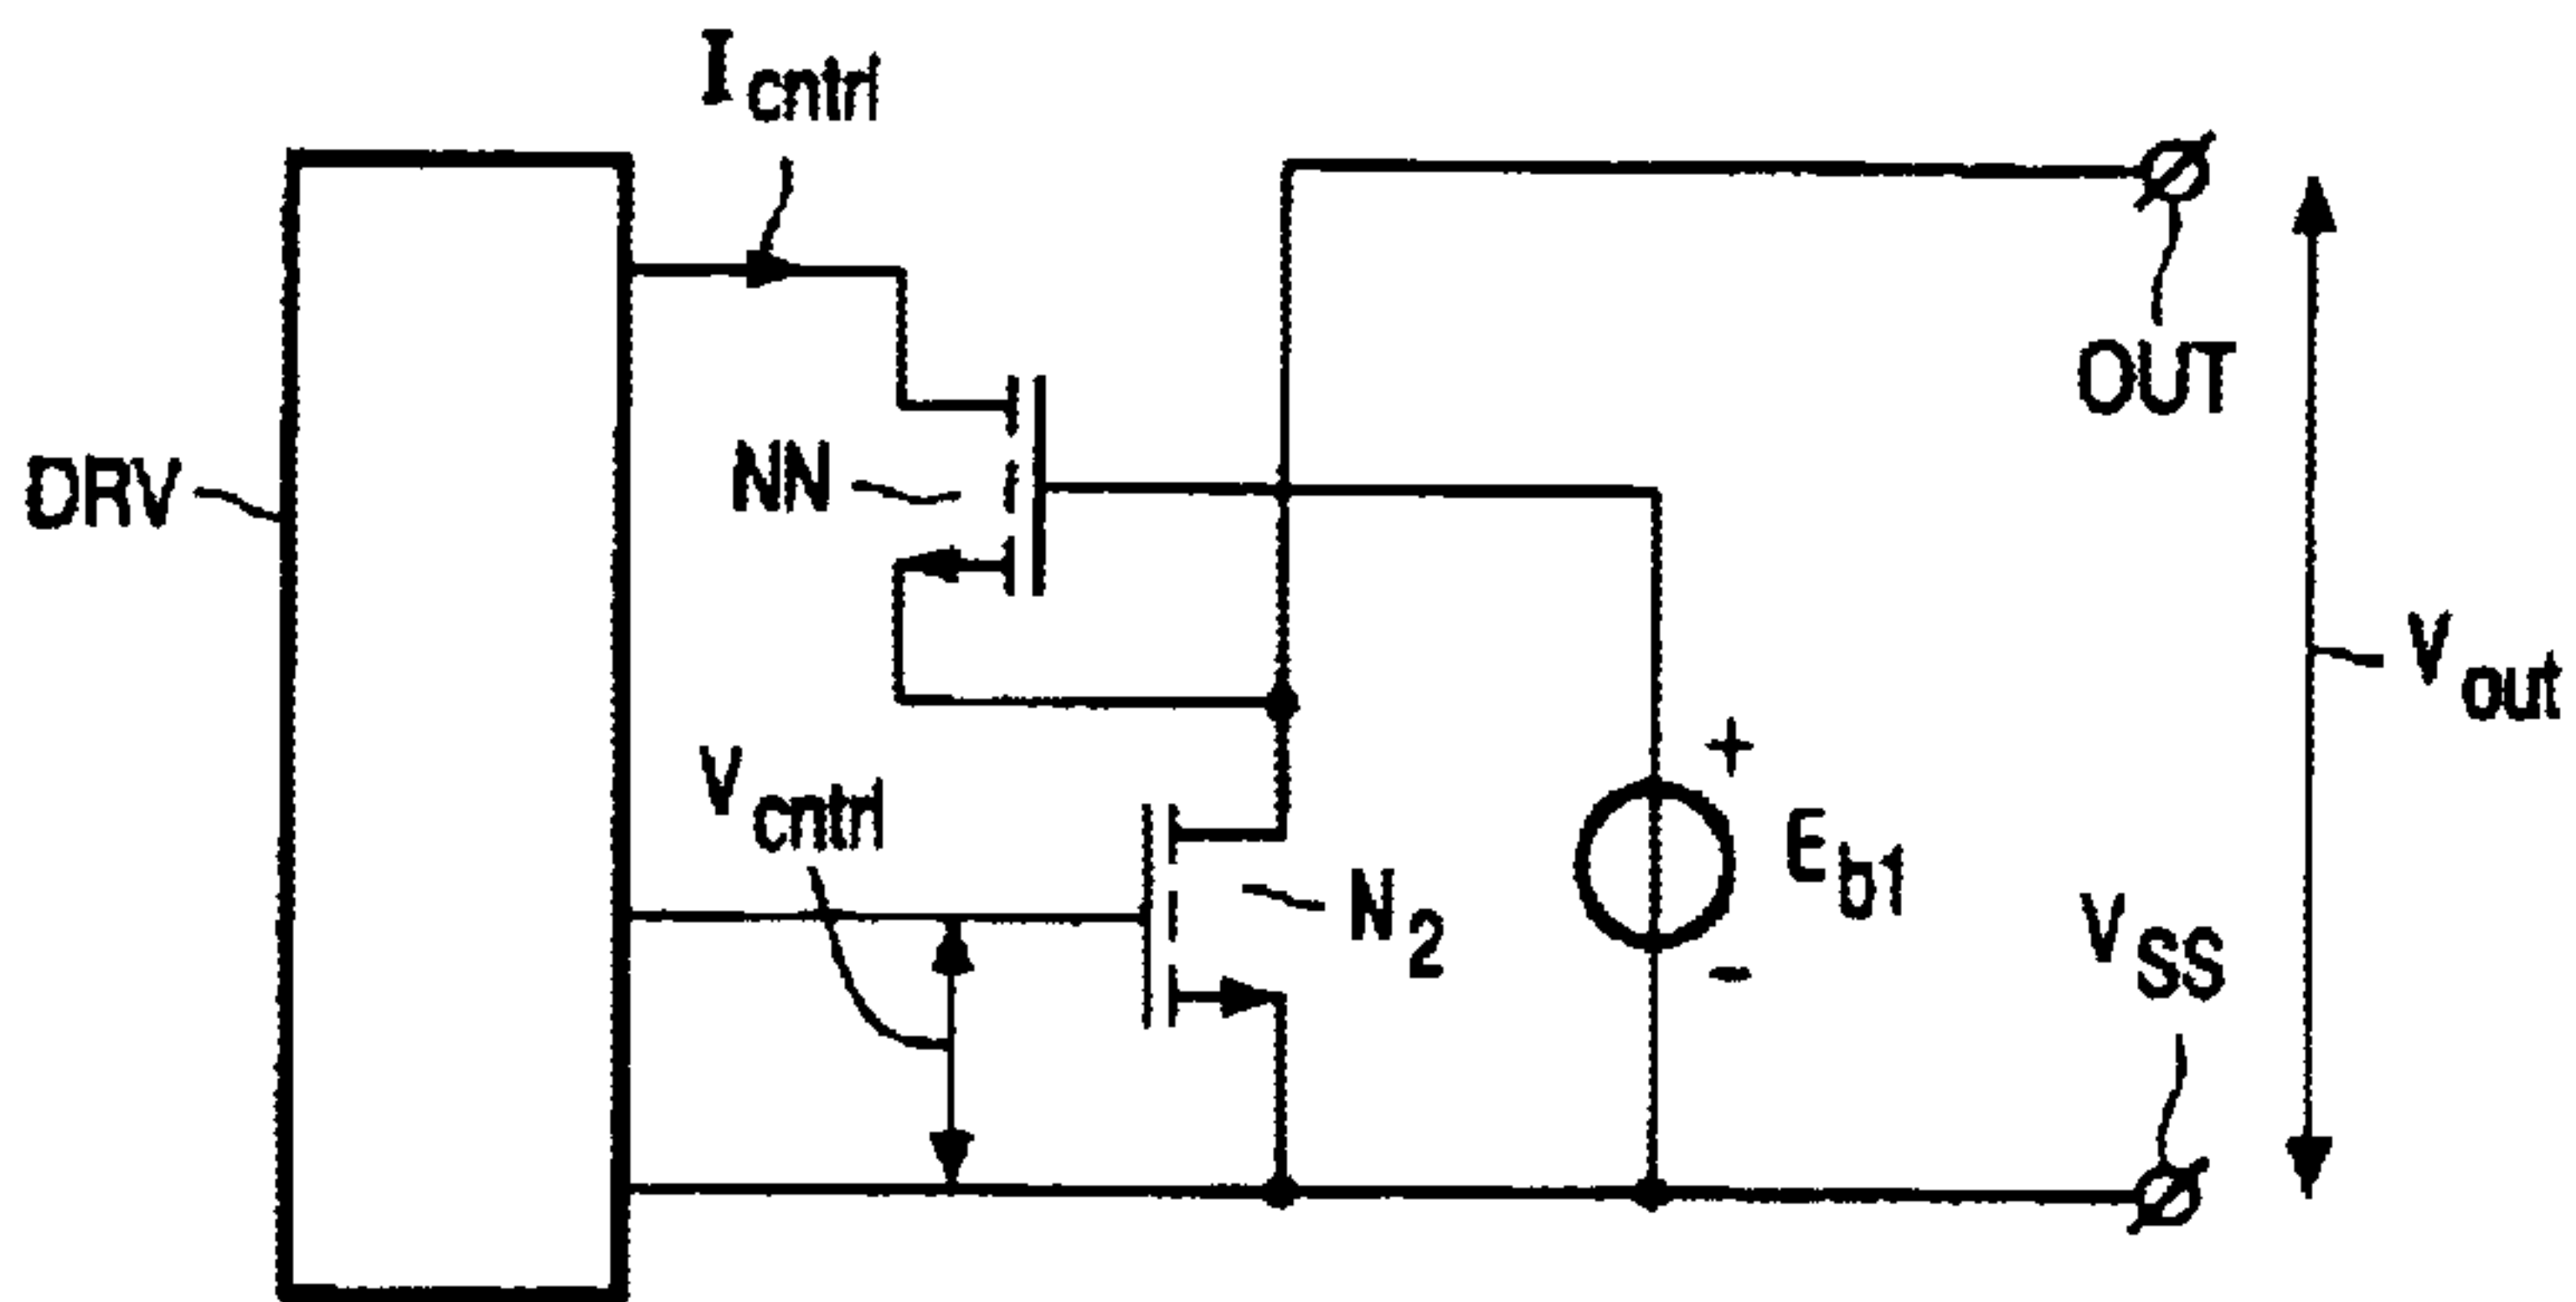 I cntrl
DRV
NN
OUT
V out
V cntrl
+
E b1
N 2
-
V SS